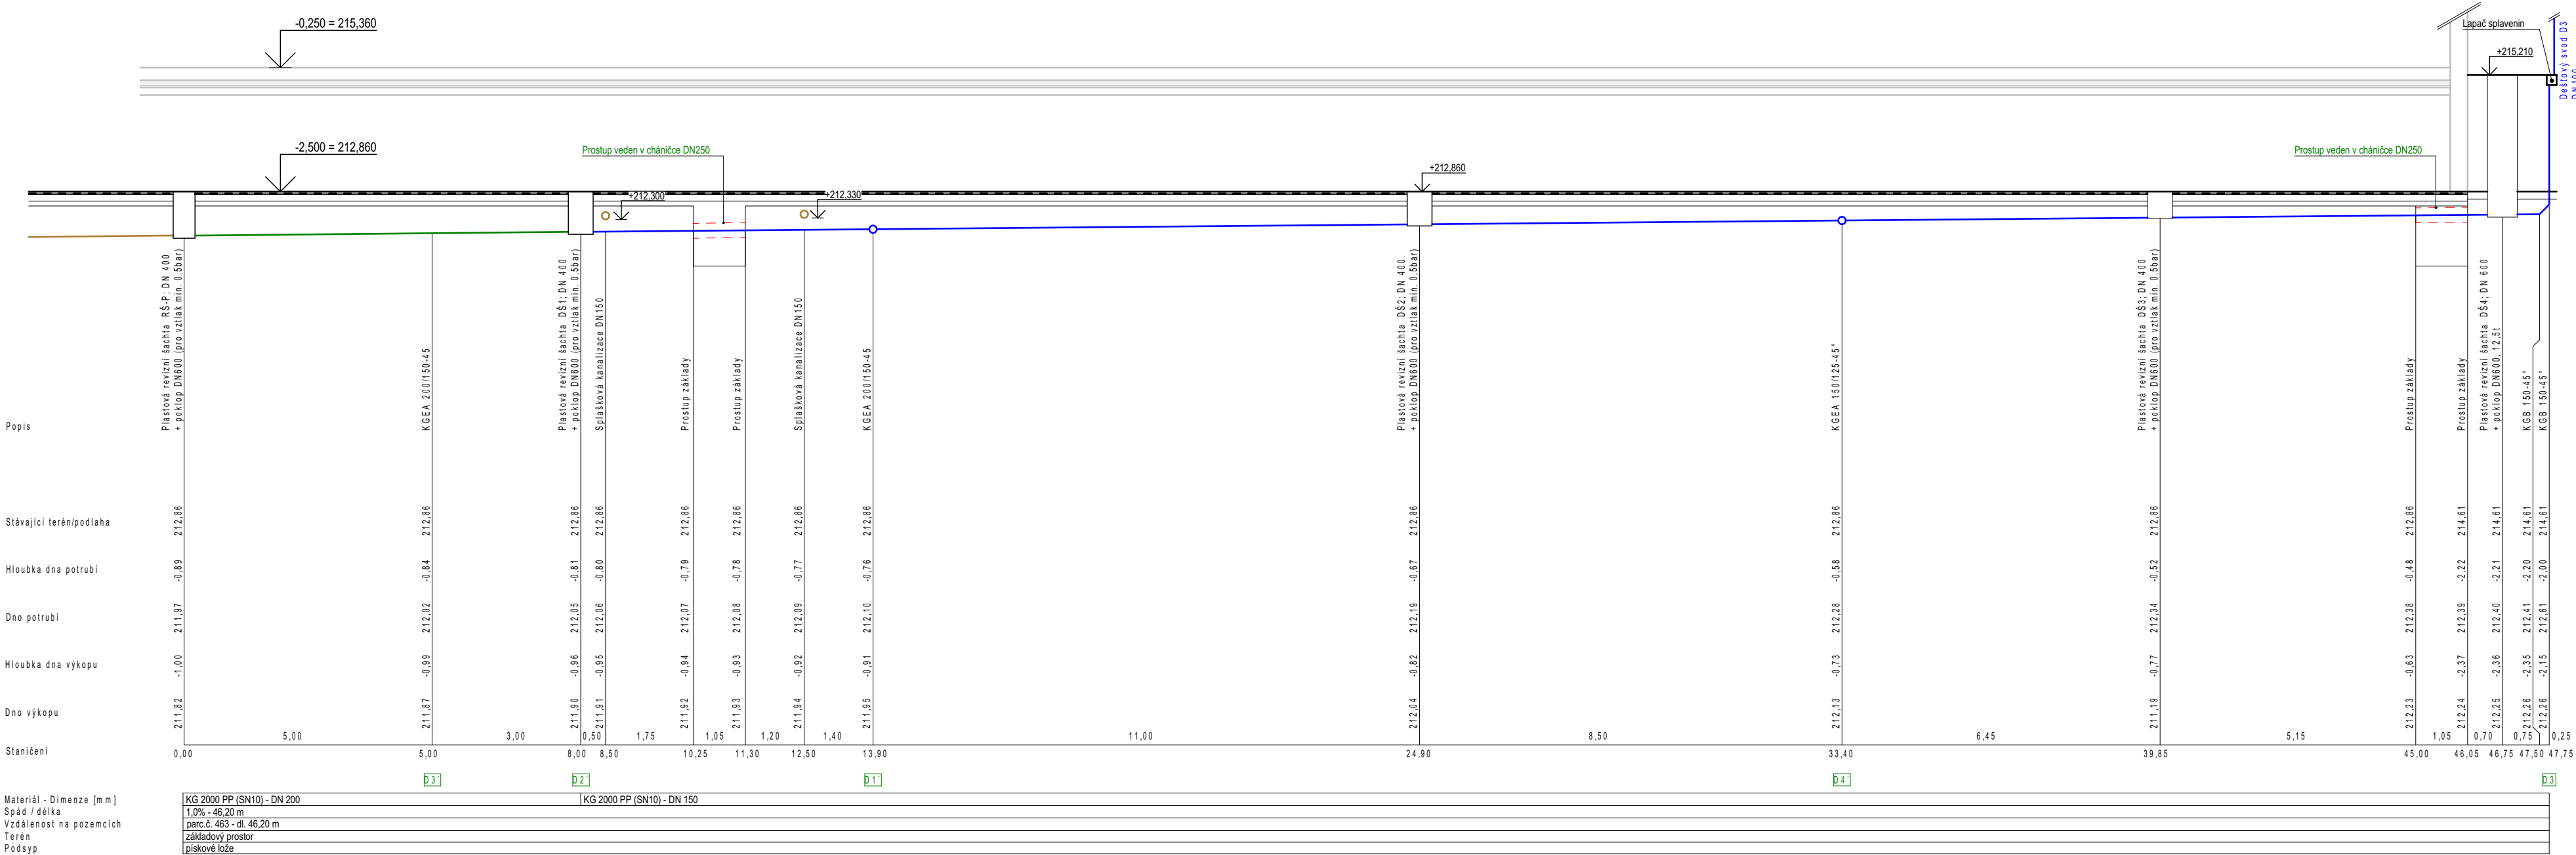 -0,250 = 215,360
Lapač splavenin
+215,210
Dešťový svod D3
DN100
-2,500 = 212,860
Prostup veden v cháničce DN250
+212,860
Prostup veden v cháničce DN250
+212,300
+212,330
Popis
Plastová revizní šachta RŠ-P; DN 400
+ poklop DN600 (pro vztlak min. 0,5bar)
KGEA 200/150-45
Plastová revizní šachta DŠ1; DN 400
+ poklop DN600 (pro vztlak min. 0,5bar)
Splašková kanalizace DN150
Prostup základy
Prostup základy
Splašková kanalizace DN150
KGEA 200/150-45
Plastová revizní šachta DŠ2; DN 400
+ poklop DN600 (pro vztlak min. 0,5bar)
KGEA 150/125-45°
Plastová revizní šachta DŠ3; DN 400
+ poklop DN600 (pro vztlak min. 0,5bar)
Prostup základy
Prostup základy
Plastová revizní šachta DŠ4; DN 600
+ poklop DN600, 12,5t
KGB 150-45°
KGB 150-45°
Stávající terén/podlaha 212,86 212,86 212,86 212,86 212,86 212,86 212,86 212,86 212,86 212,86 212,86 212,86 214,61 214,61 214,61 214,61
Hloubka dna potrubí -0,89 -0,84 -0,81 -0,80 -0,79 -0,78 -0,77 -0,76 -0,67 -0,58 -0,52 -0,48 -2,22 -2,21 -2,20 -2,00
Dno potrubí 211,97 212,02 212,05 212,06 212,07 212,08 212,09 212,10 212,19 212,28 212,34 212,38 212,39 212,40 212,41 212,61
Hloubka dna výkopu -1,00 -0,99 -0,96 -0,95 -0,94 -0,93 -0,92 -0,91 -0,82 -0,73 -0,77 -0,63 -2,37 -2,36 -2,35 -2,15
Dno výkopu 211,82 211,87 211,90 211,91 211,92 211,93 211,94 211,95 212,04 212,13 211,19 212,23 212,24 212,25 212,26 212,26
5,00 3,00 0,50 1,75 1,05 1,20 1,40 11,00 8,50 6,45 5,15 1,05 0,70 0,75 0,25
Staničení 0,00 5,00 8,00 8,50 10,25 11,30 12,50 13,90 24,90 33,40 39,85 45,00 46,05 46,75 47,50 47,75
D3´ D2´ D1´ D4´ D3
Materiál - Dimenze [mm] KG 2000 PP (SN10) - DN 200 KG 2000 PP (SN10) - DN 150
Spád / délka 1,0% - 46,20 m
Vzdálenost na pozemcích parc.č. 463 - dl. 46,20 m
Terén základový prostor
Podsyp pískové lože